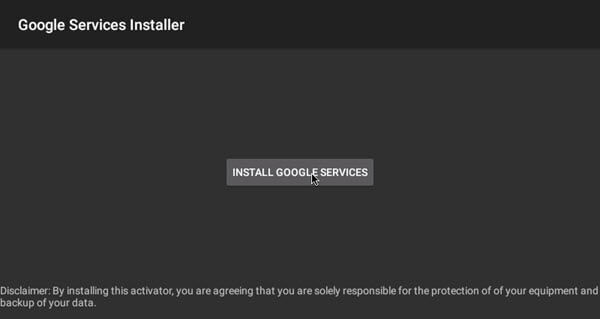 Google Services Installer
INSTALL GOOGLE SERVICES
Disclaimer: By installing this activator, you are agreeing that you are solely responsible for the protection of of your equipment and
backup of your data.